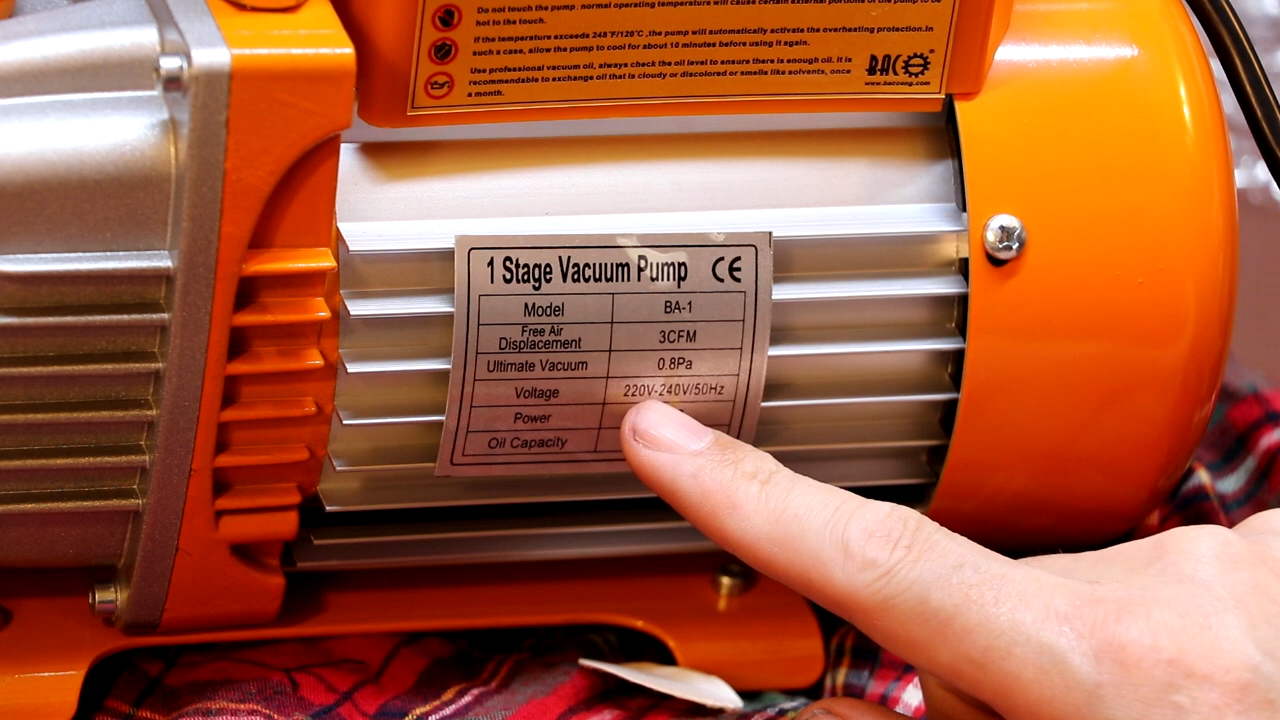 Do not touch the pump, normal operating temperature will cause certain external portions of the pump to be
hot to the touch.
If the temperature exceeds 248°F/120°C ,the pump will automatically activate the overheating protection.In
such a case, allow the pump to cool for about 10 minutes before using it again.
Use professional vacuum oil, always check the oil level to ensure there is enough oil. It is
recommendable to exchange oil that is cloudy or discolored or smells like solvents, once
a month.
BACO
www.bacoeng.com
1 Stage Vacuum Pump CE
Model BA-1
Free Air
Displacement 3CFM
Ultimate Vacuum 0.8Pa
Voltage 220V-240V/50Hz
Power
Oil Capacity